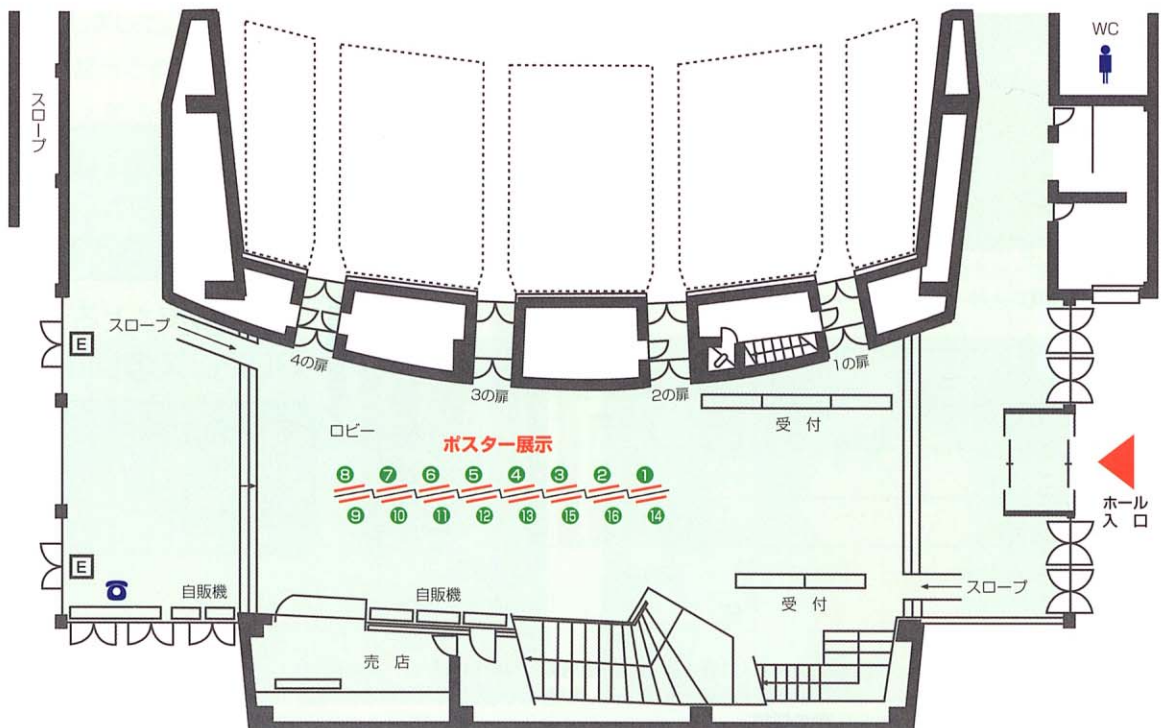 WC
スロープ
スロープ
E
4の扉
3の扉
2の扉
1の扉
受 付
ロビー
ポスター展示
8 7 6 5 4 3 2 1
9 10 11 12 13 15 16 14
ホール
入 口
E
自販機
自販機
受 付
スロープ
売 店